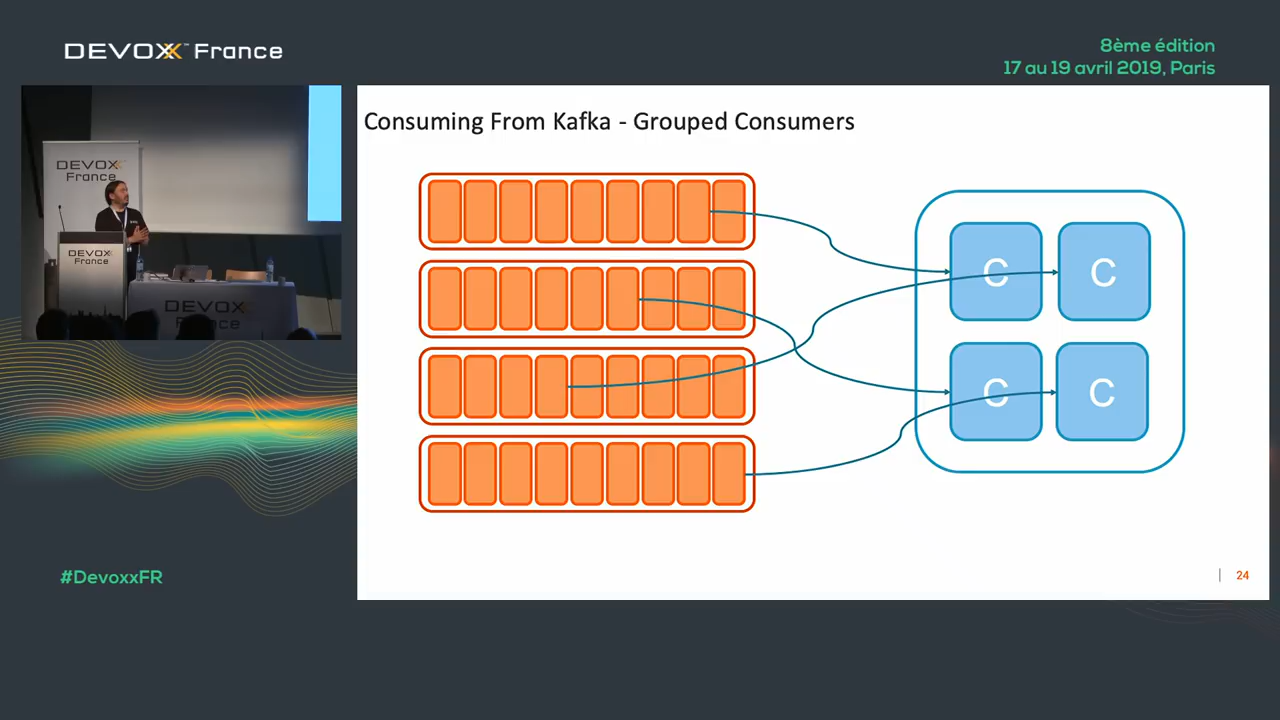 DEVOXX™ France
8ème édition
17 au 19 avril 2019, Paris
Consuming From Kafka - Grouped Consumers
C
C
C
C
DEVOXX
France
DEVOXX
France
DEVOXX
France
#DevoxxFR
24